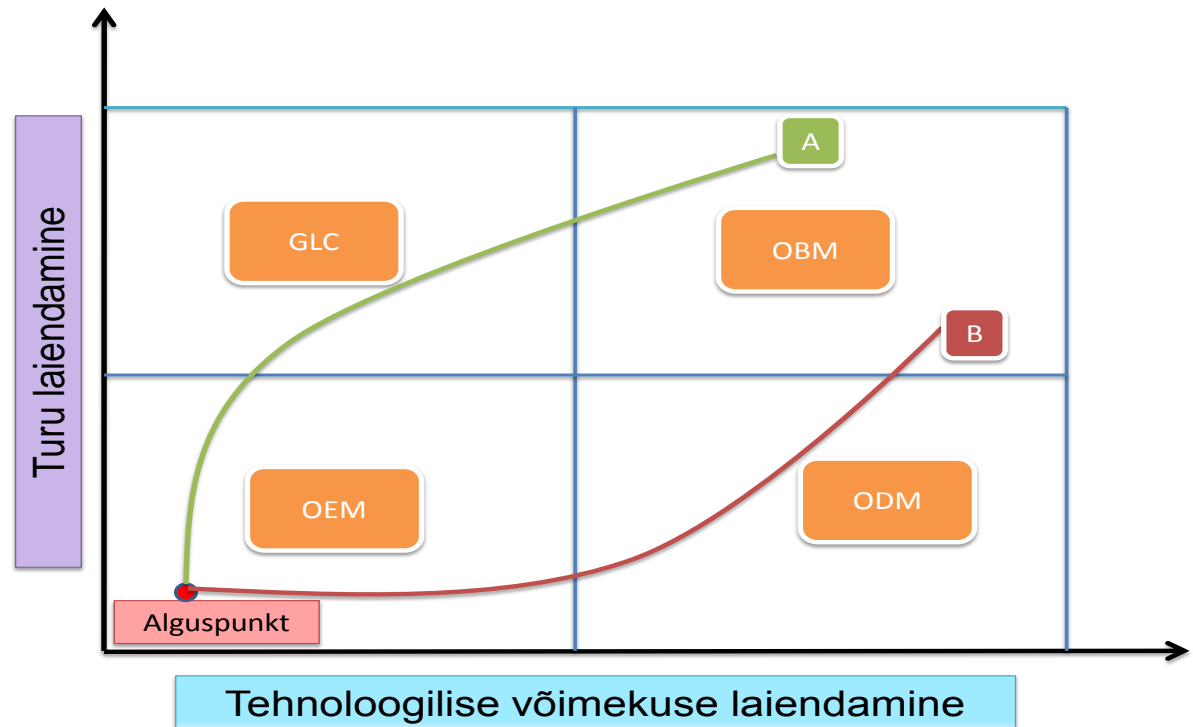 A
GLC
OBM
Turu laiendamine
B
OEM
ODM
Alguspunkt
Tehnoloogilise võimekuse laiendamine